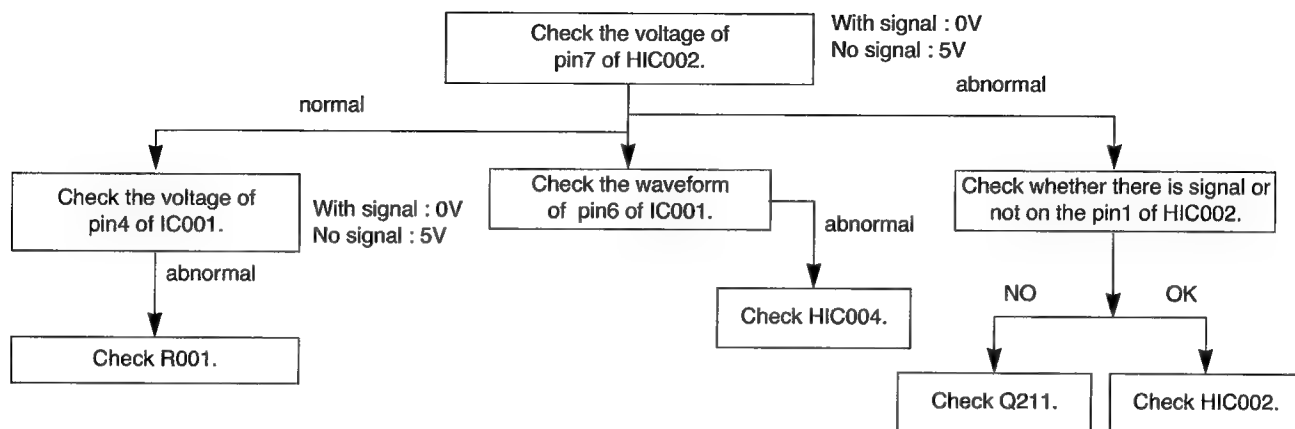 Check the voltage of
pin7 of HIC002.
With signal : 0V
No signal : 5V
normal
abnormal
Check the voltage of
pin4 of IC001.
With signal : 0V
No signal : 5V
Check the waveform
of pin6 of IC001.
Check whether there is signal or
not on the pin1 of HIC002.
abnormal
abnormal
NO
OK
Check R001.
Check HIC004.
Check Q211.
Check HIC002.